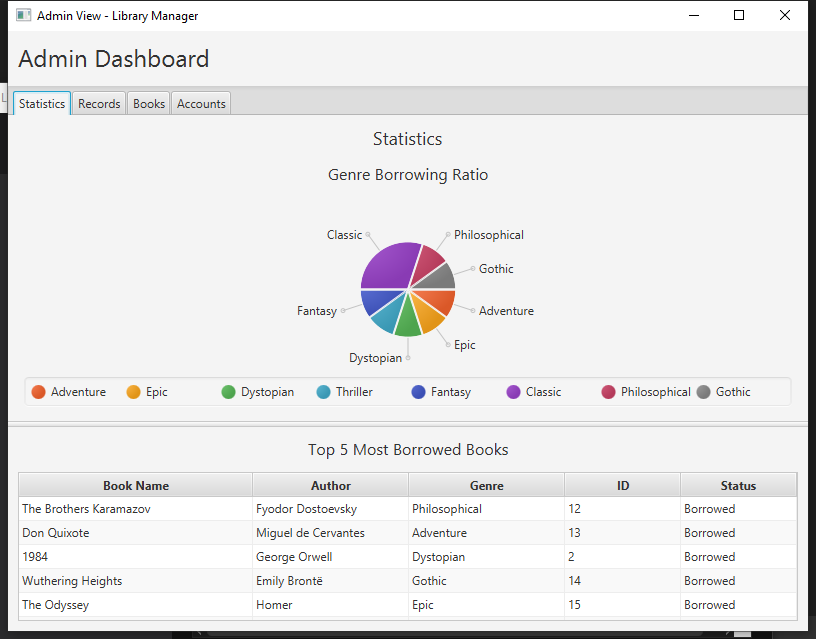 Admin View - Library Manager
Admin Dashboard
Statistics Records Books Accounts
Statistics
Genre Borrowing Ratio
Classic Philosophical
Gothic
Fantasy Adventure
Epic
Dystopian
Adventure Epic Dystopian Thriller Fantasy Classic Philosophical Gothic
Top 5 Most Borrowed Books
Book Name Author Genre ID Status
The Brothers Karamazov Fyodor Dostoevsky Philosophical 12 Borrowed
Don Quixote Miguel de Cervantes Adventure 13 Borrowed
1984 George Orwell Dystopian 2 Borrowed
Wuthering Heights Emily Brontë Gothic 14 Borrowed
The Odyssey Homer Epic 15 Borrowed